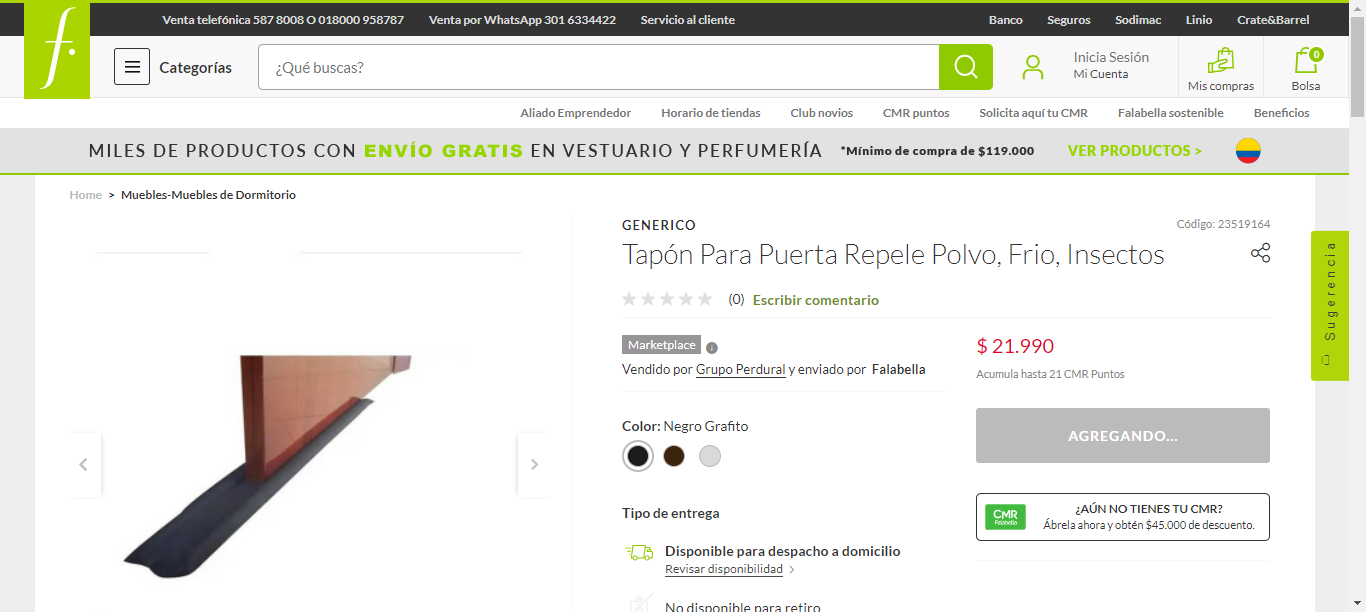 Venta telefónica 587 8008 O 018000 958787 Venta por WhatsApp 301 6334422 Servicio al cliente Banco Seguros Sodimac Linio Crate&Barrel
f.
Categorías ¿Qué buscas? Inicia Sesión
Mi Cuenta
Mis compras
0
Bolsa
Aliado Emprendedor Horario de tiendas Club novios CMR puntos Solicita aquí tu CMR Falabella sostenible Beneficios
MILES DE PRODUCTOS CON ENVÍO GRATIS EN VESTUARIO Y PERFUMERÍA *Mínimo de compra de $119.000 VER PRODUCTOS >
Home > Muebles-Muebles de Dormitorio
GENERICO
Código: 23519164
Tapón Para Puerta Repele Polvo, Frio, Insectos
(0) Escribir comentario
Marketplace
Vendido por Grupo Perdural y enviado por Falabella
$ 21.990
Acumula hasta 21 CMR Puntos
Color: Negro Grafito
AGREGANDO...
Tipo de entrega
CMR
Falabella
¿AÚN NO TIENES TU CMR?
Ábrela ahora y obtén $45.000 de descuento.
Disponible para despacho a domicilio
Revisar disponibilidad >
No disponible para retiro
Sugerencia